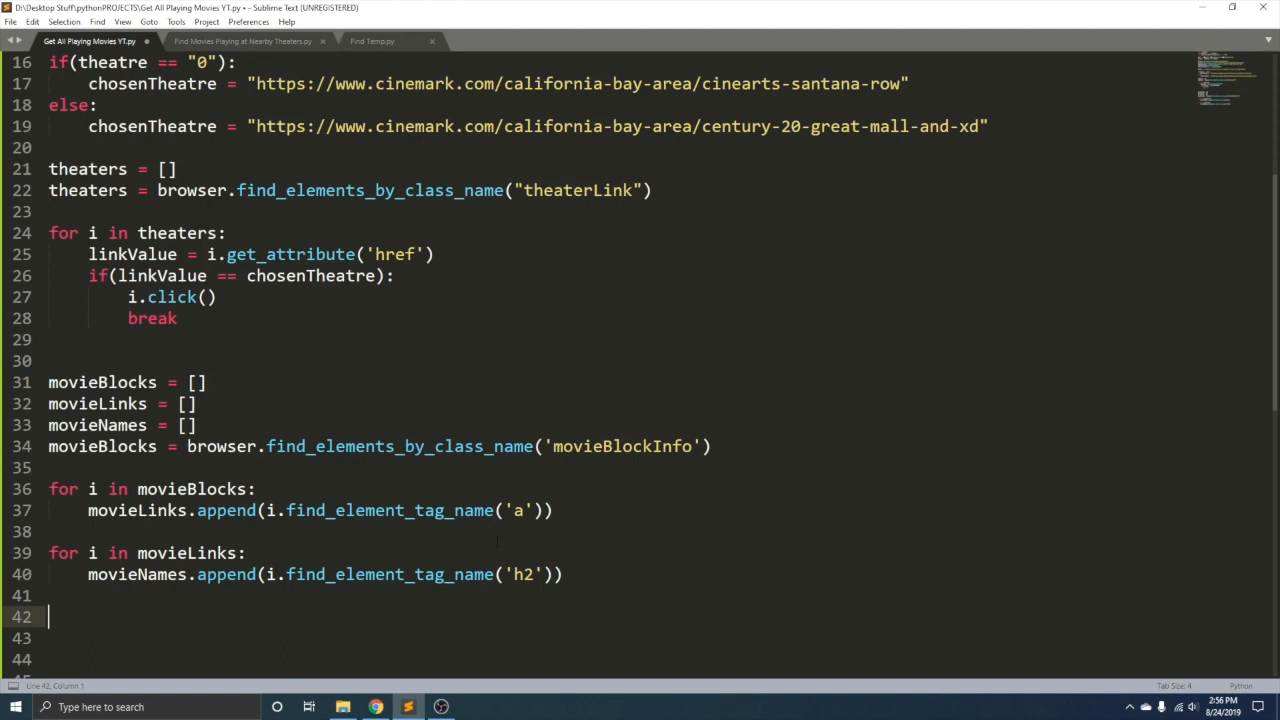 D:\Desktop Stuff\pythonPROJECTS\Get All Playing Movies YT.py • - Sublime Text (UNREGISTERED)
File Edit Selection Find View Goto Tools Project Preferences Help
Get All Playing Movies YT.py Find Movies Playing at Nearby Theaters.py Find Temp.py
16 if(theatre == "0"):
17 chosenTheatre = "https://www.cinemark.com/california-bay-area/cinearts-santana-row"
18 else:
19 chosenTheatre = "https://www.cinemark.com/california-bay-area/century-20-great-mall-and-xd"
20
21 theaters = []
22 theaters = browser.find_elements_by_class_name("theaterLink")
23
24 for i in theaters:
25 linkValue = i.get_attribute('href')
26 if(linkValue == chosenTheatre):
27 i.click()
28 break
29
30
31 movieBlocks = []
32 movieLinks = []
33 movieNames = []
34 movieBlocks = browser.find_elements_by_class_name('movieBlockInfo')
35
36 for i in movieBlocks:
37 movieLinks.append(i.find_element_tag_name('a'))
38
39 for i in movieLinks:
40 movieNames.append(i.find_element_tag_name('h2'))
41
42
43
44
Line 42, Column 1 Tab Size: 4 Python
Type here to search 2:56 PM
8/24/2019